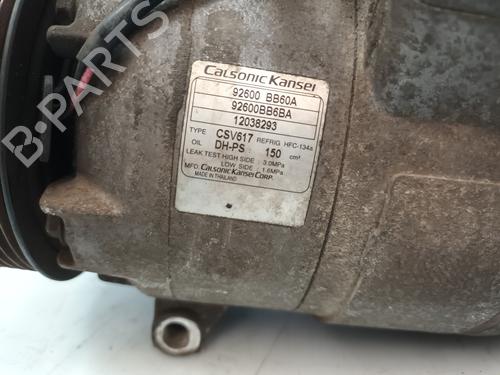 Calsonic Kansei
92600 BB60A
92600BB6BA
12038293
TYPE CSV617 REFRIG HFC-134a
OIL DH-PS 150 cm³
LEAK TEST HIGH SIDE : 3.0MPa
LOW SIDE : 1.6MPa
MFD. CALSONIC KANSEI CORP.
MADE IN THAILAND